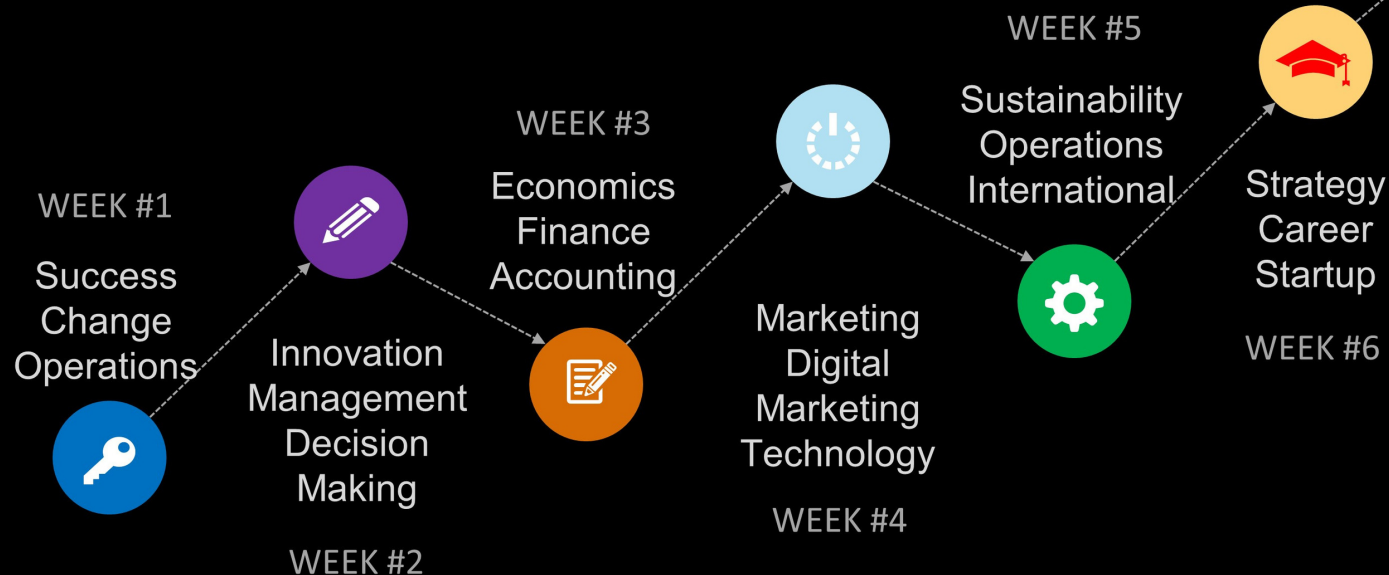 WEEK #1
Success
Change
Operations
Innovation
Management
Decision
Making
WEEK #2
WEEK #3
Economics
Finance
Accounting
Marketing
Digital
Marketing
Technology
WEEK #4
WEEK #5
Sustainability
Operations
International
Strategy
Career
Startup
WEEK #6